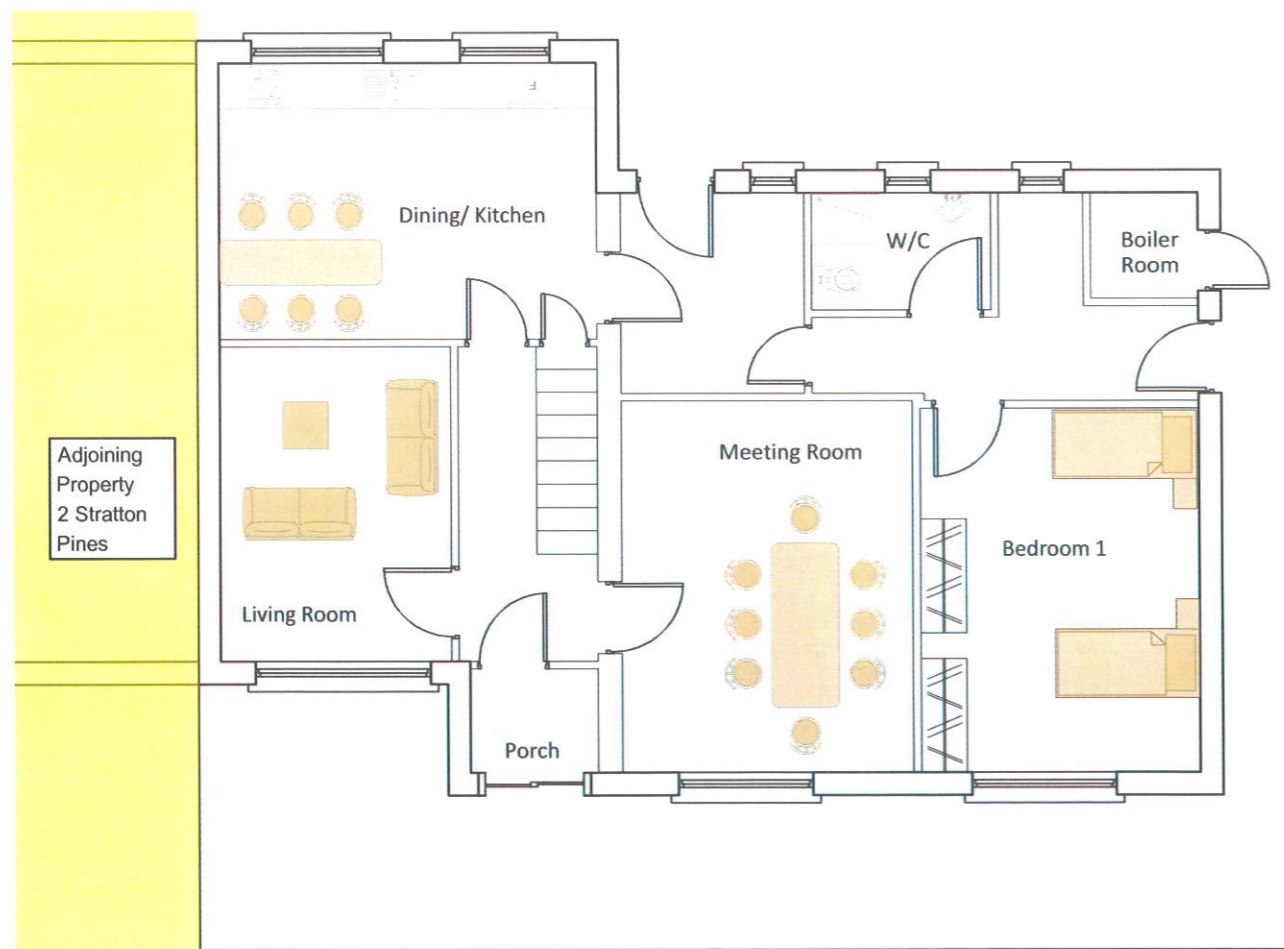 F
Dining/ Kitchen
W/C
Boiler
Room
Adjoining
Property
2 Stratton
Pines
Meeting Room
Bedroom 1
Living Room
Porch